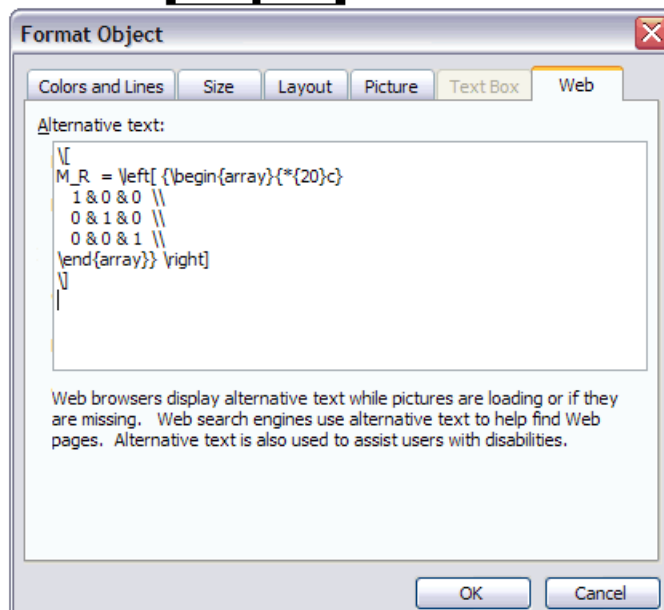 Format Object
Colors and Lines Size Layout Picture Text Box Web
Alternative text:
\[
M_R = \left[ {\begin{array}{*{20}c}
1 & 0 & 0 \\
0 & 1 & 0 \\
0 & 0 & 1 \\
\end{array}} \right]
\]
Web browsers display alternative text while pictures are loading or if they
are missing. Web search engines use alternative text to help find Web
pages. Alternative text is also used to assist users with disabilities.
OK Cancel